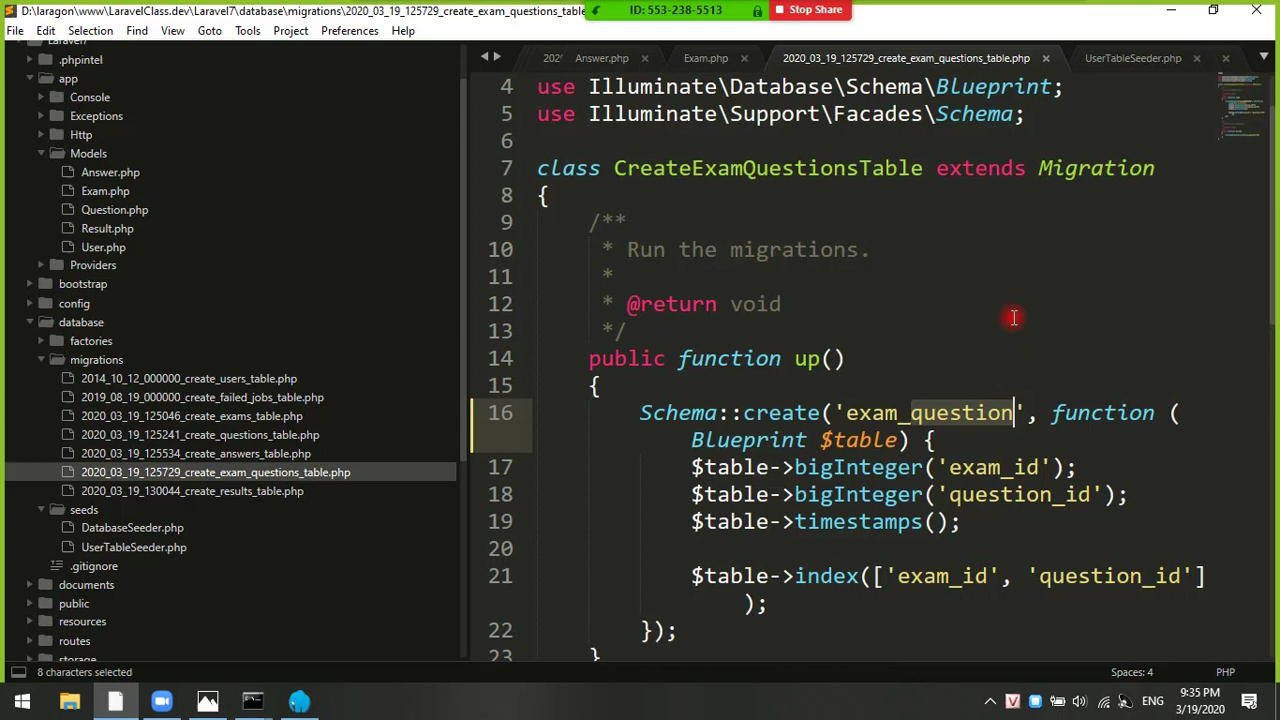 D:\laragon\www\LaravelClass.dev\Laravel7\database\migrations\2020_03_19_125729_create_exam_questions_table
ID: 553-238-5513
Stop Share
File Edit Selection Find View Goto Tools Project Preferences Help
.phpintel
app
Console
Exceptions
Http
Models
Answer.php
Exam.php
Question.php
Result.php
User.php
Providers
bootstrap
config
database
factories
migrations
2014_10_12_000000_create_users_table.php
2019_08_19_000000_create_failed_jobs_table.php
2020_03_19_125046_create_exams_table.php
2020_03_19_125241_create_questions_table.php
2020_03_19_125534_create_answers_table.php
2020_03_19_125729_create_exam_questions_table.php
2020_03_19_130044_create_results_table.php
seeds
DatabaseSeeder.php
UserTableSeeder.php
.gitignore
documents
public
resources
routes
storage
Answer.php × Exam.php × 2020_03_19_125729_create_exam_questions_table.php × UserTableSeeder.php ×
4 use Illuminate\Database\Schema\Blueprint;
5 use Illuminate\Support\Facades\Schema;
6
7 class CreateExamQuestionsTable extends Migration
8 {
9 /**
10 * Run the migrations.
11 *
12 * @return void
13 */
14 public function up()
15 {
16 Schema::create('exam_question', function (
Blueprint $table) {
17 $table->bigInteger('exam_id');
18 $table->bigInteger('question_id');
19 $table->timestamps();
20
21 $table->index(['exam_id', 'question_id']
);
22 });
23 }
8 characters selected
Spaces: 4 PHP
ENG
9:35 PM
3/19/2020